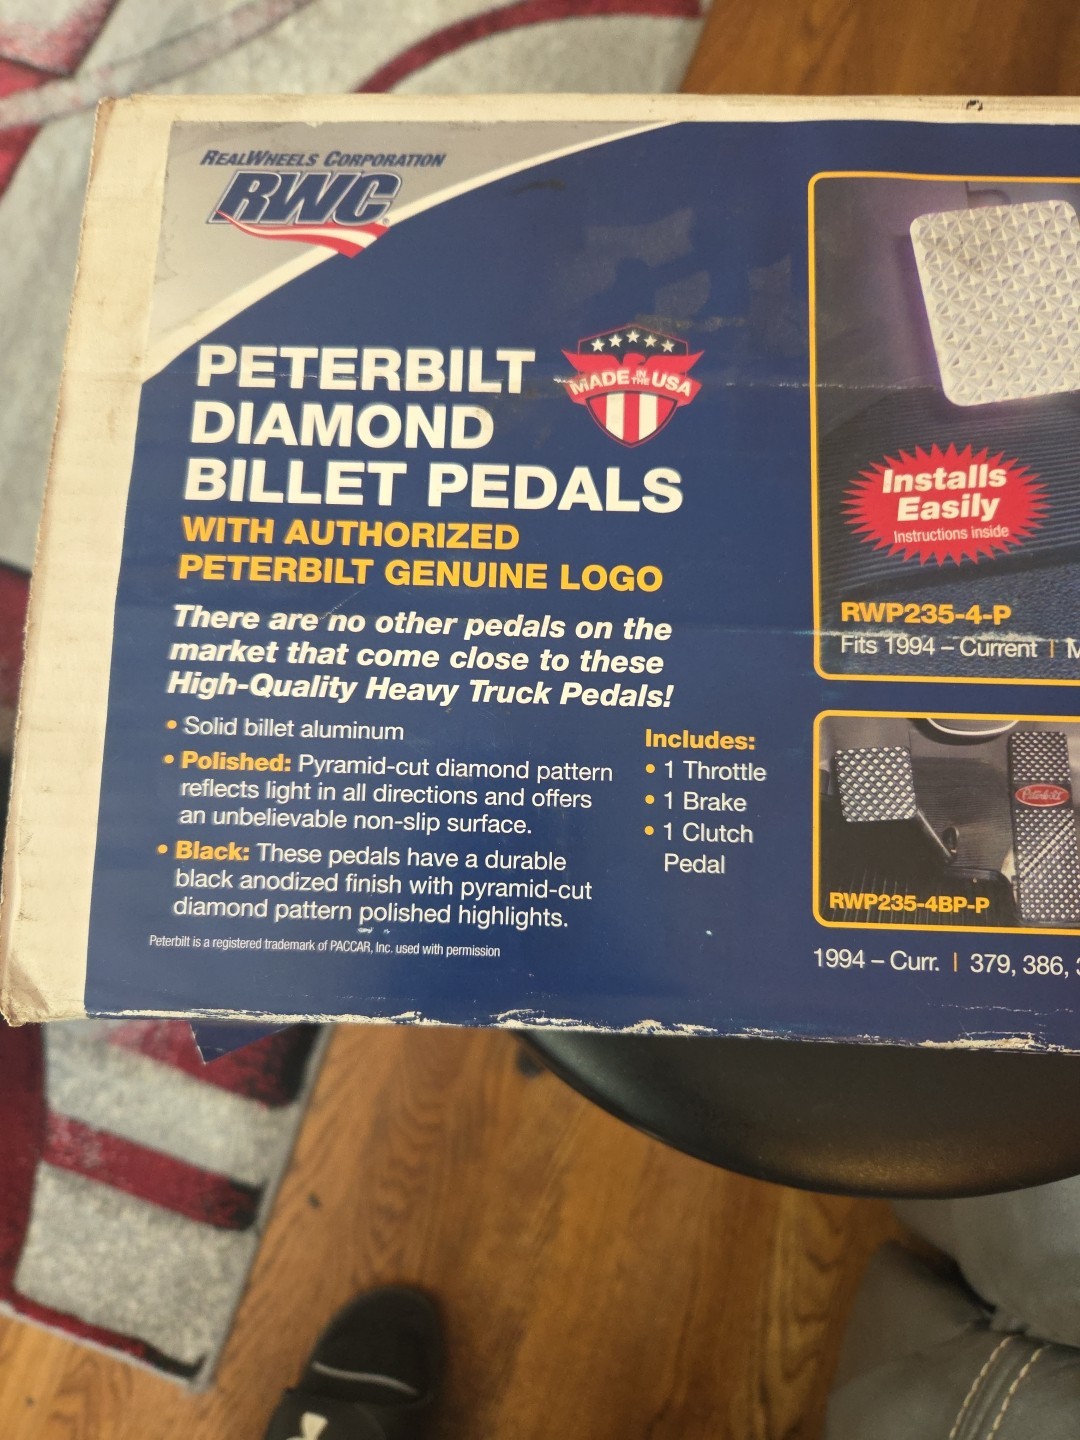 REALWHEELS CORPORATION
RWC
PETERBILT
DIAMOND
BILLET PEDALS
MADE IN THE USA
WITH AUTHORIZED
PETERBILT GENUINE LOGO
There are no other pedals on the
market that come close to these
High-Quality Heavy Truck Pedals!
• Solid billet aluminum
• Polished: Pyramid-cut diamond pattern
reflects light in all directions and offers
an unbelievable non-slip surface.
• Black: These pedals have a durable
black anodized finish with pyramid-cut
diamond pattern polished highlights.
Peterbilt is a registered trademark of PACCAR, Inc. used with permission
Includes:
• 1 Throttle
• 1 Brake
• 1 Clutch
Pedal
Installs
Easily
Instructions inside
RWP235-4-P
Fits 1994 – Current |
Peterbilt
RWP235-4BP-P
1994 – Curr. | 379, 386,